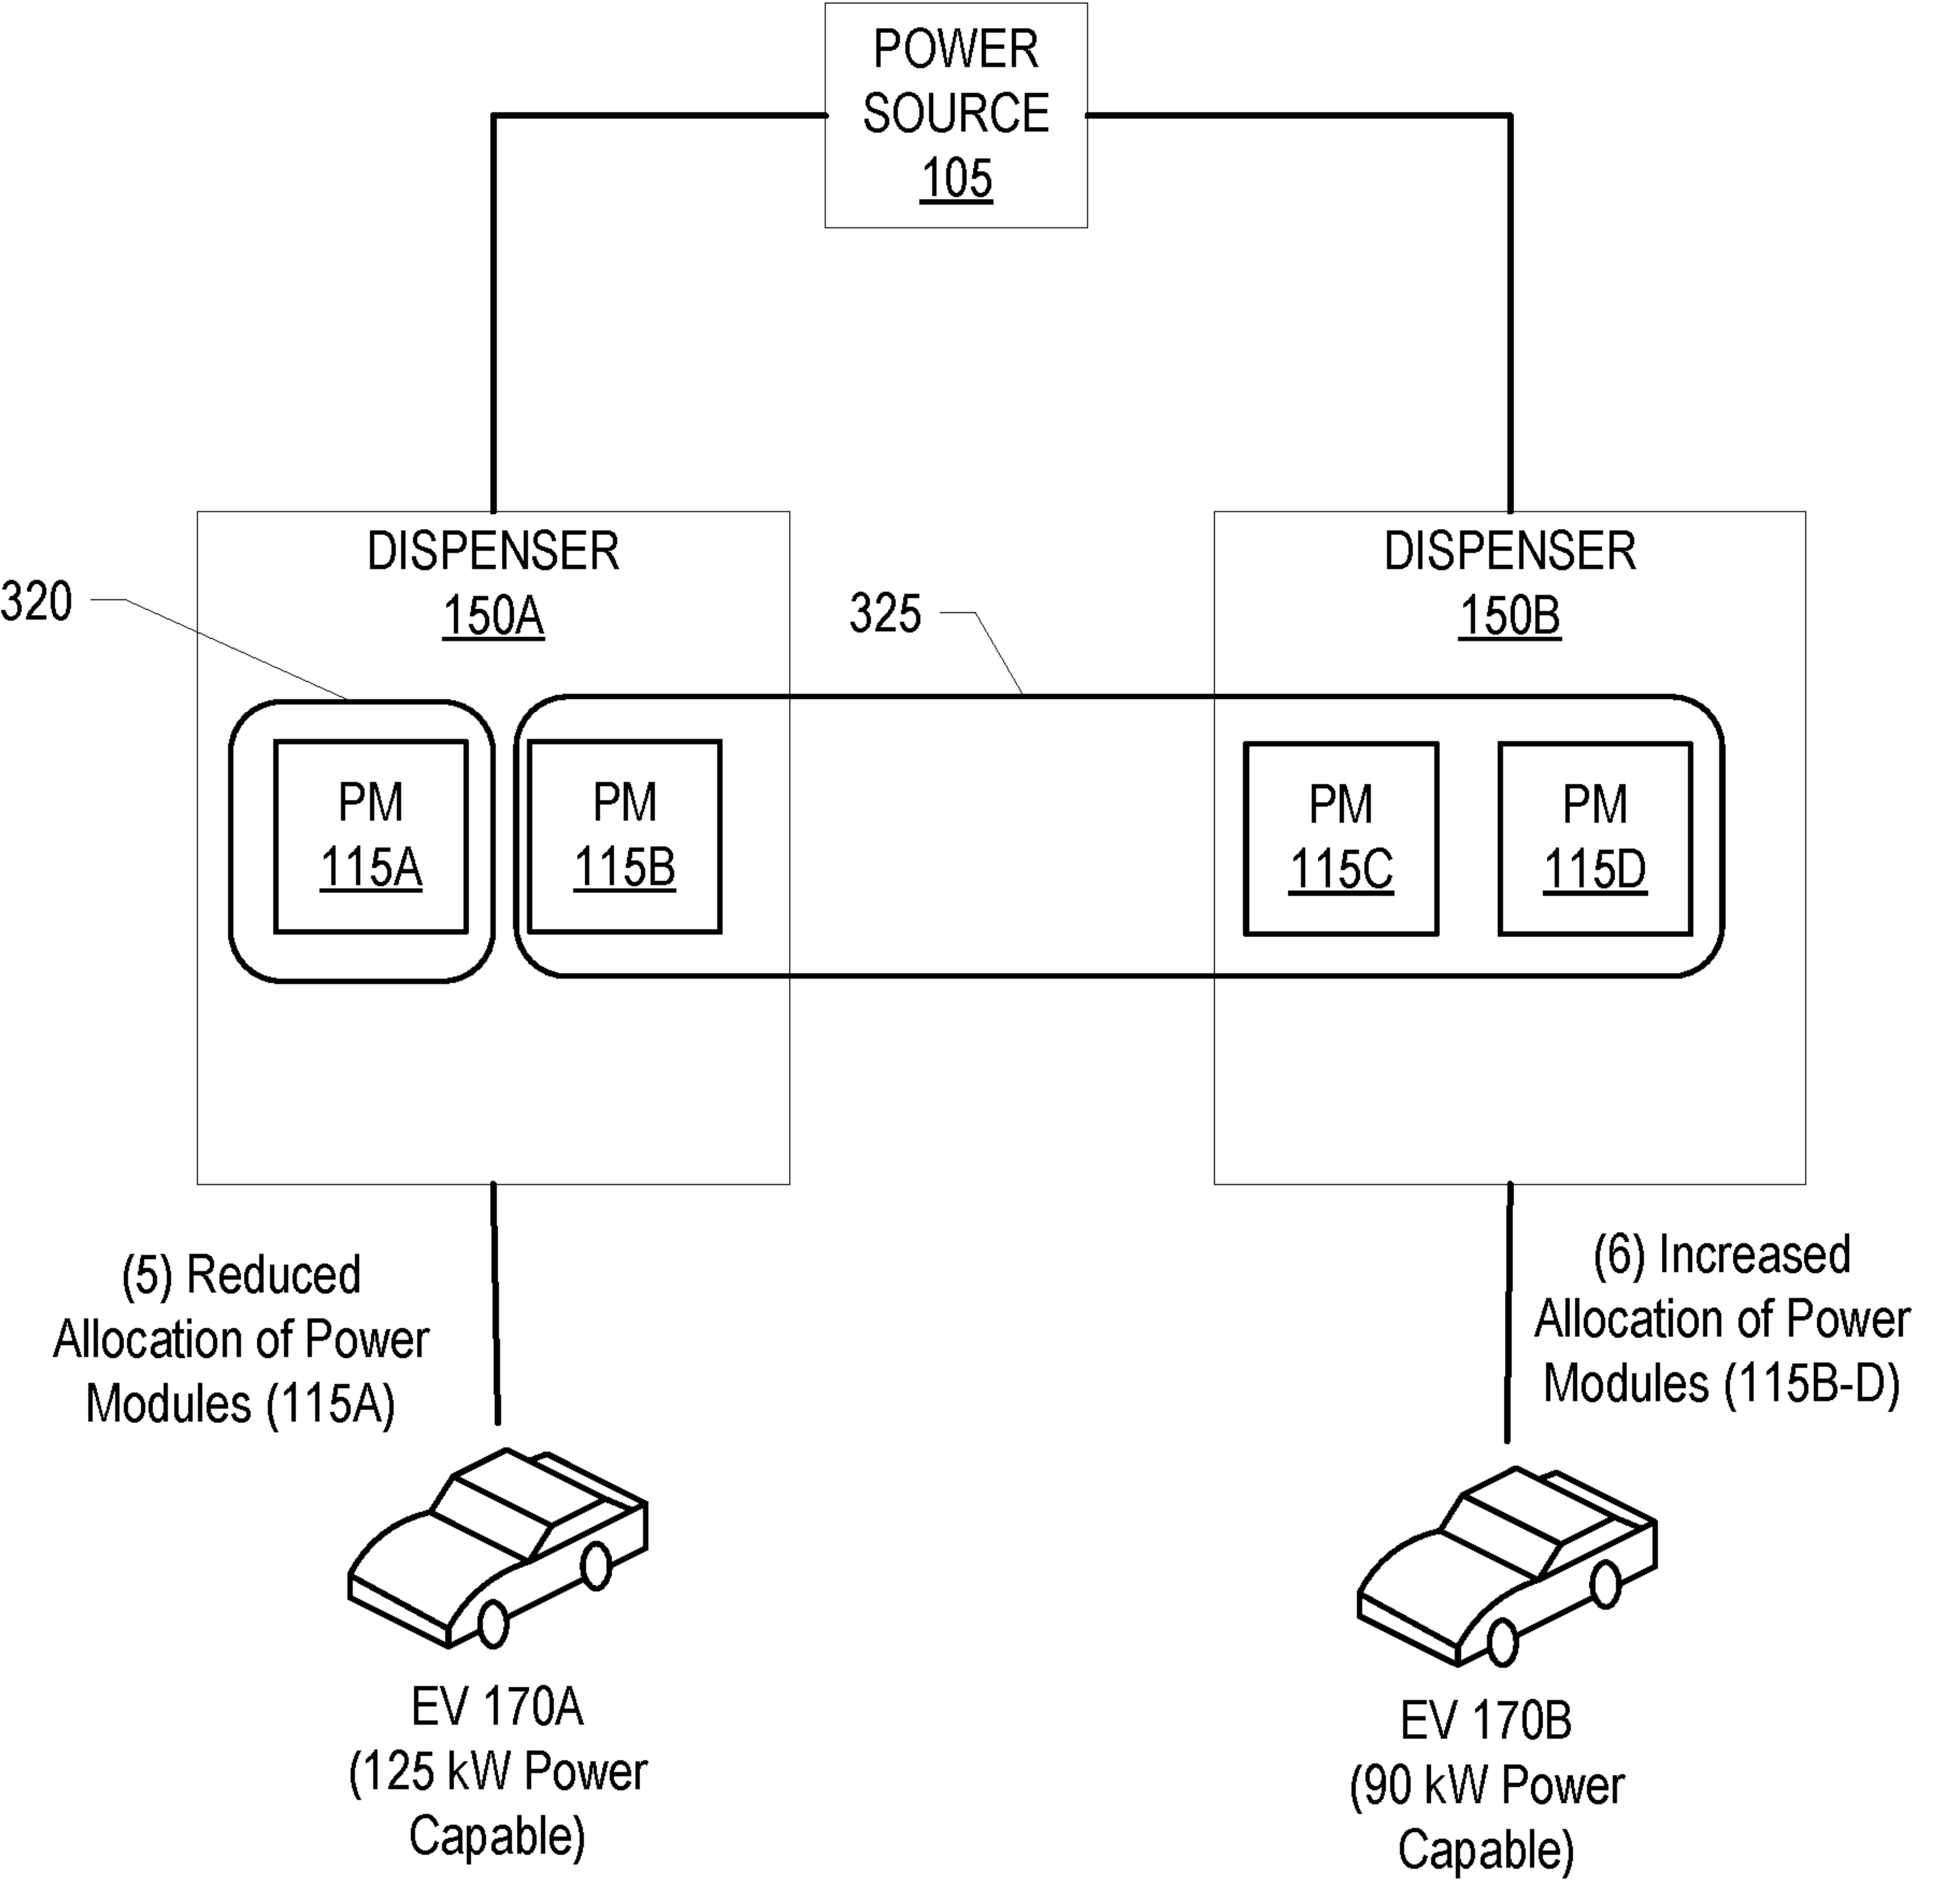 POWER
SOURCE
105
DISPENSER
150A
DISPENSER
150B
320
325
PM
115A
PM
115B
PM
115C
PM
115D
(5) Reduced
Allocation of Power
Modules (115A)
(6) Increased
Allocation of Power
Modules (115B-D)
EV 170A
(125 kW Power
Capable)
EV 170B
(90 kW Power
Capable)